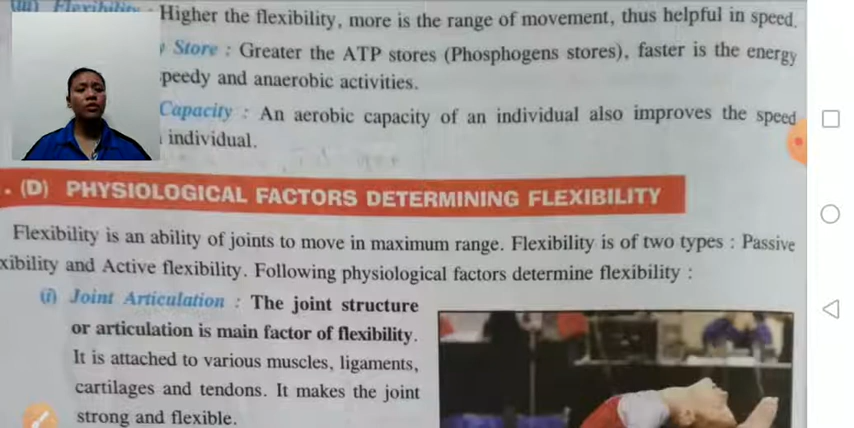 (iii) Flexibility : Higher the flexibility, more is the range of movement, thus helpful in speed.
Store : Greater the ATP stores (Phosphogens stores), faster is the energy
peedy and anaerobic activities.
Capacity : An aerobic capacity of an individual also improves the speed
individual.
. (D) PHYSIOLOGICAL FACTORS DETERMINING FLEXIBILITY
Flexibility is an ability of joints to move in maximum range. Flexibility is of two types : Passive
xibility and Active flexibility. Following physiological factors determine flexibility :
(i) Joint Articulation : The joint structure
or articulation is main factor of flexibility.
It is attached to various muscles, ligaments,
cartilages and tendons. It makes the joint
strong and flexible.